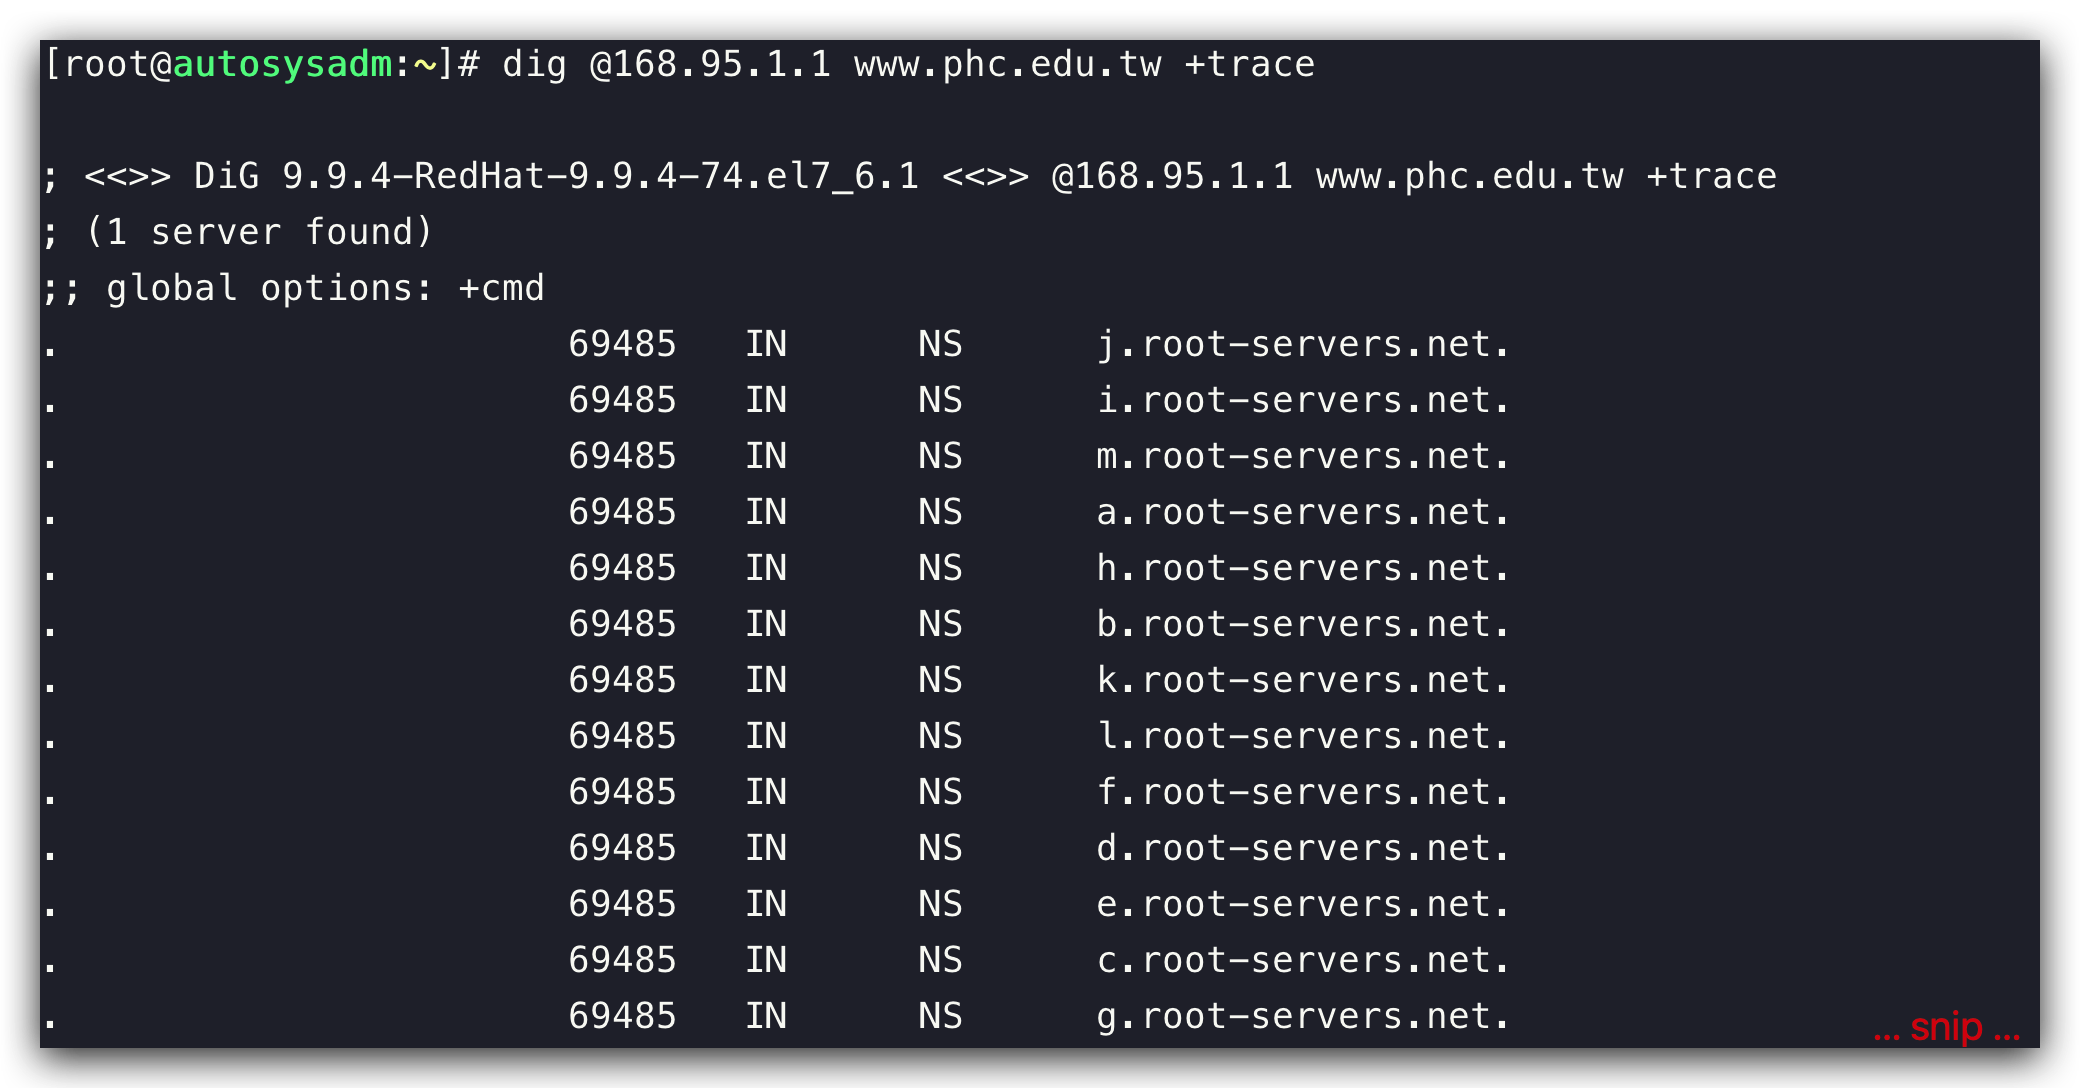 [root@autosysadm:~]# dig @168.95.1.1 www.phc.edu.tw +trace
; <<>> DiG 9.9.4-RedHat-9.9.4-74.el7_6.1 <<>> @168.95.1.1 www.phc.edu.tw +trace
; (1 server found)
;; global options: +cmd
. 69485 IN NS j.root-servers.net.
. 69485 IN NS i.root-servers.net.
. 69485 IN NS m.root-servers.net.
. 69485 IN NS a.root-servers.net.
. 69485 IN NS h.root-servers.net.
. 69485 IN NS b.root-servers.net.
. 69485 IN NS k.root-servers.net.
. 69485 IN NS l.root-servers.net.
. 69485 IN NS f.root-servers.net.
. 69485 IN NS d.root-servers.net.
. 69485 IN NS e.root-servers.net.
. 69485 IN NS c.root-servers.net.
. 69485 IN NS g.root-servers.net.
... snip ...